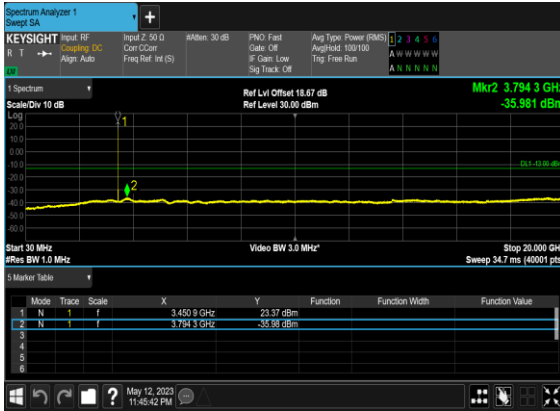 Spectrum Analyzer 1
Swept SA
+
KEYSIGHT Input: RF Input Z: 50 Ω #Atten: 30 dB PNO: Fast Avg Type: Power (RMS) 1 2 3 4 5 6
R T Coupling: DC Corr CCorr Gate: Off Avg|Hold: 100/100 A W W W W W
Align: Auto Freq Ref: Int (S) IF Gain: Low Trig: Free Run
Sig Track: Off A N N N N N
1 Spectrum Ref Lvl Offset 18.67 dB Mkr2 3.794 3 GHz
Scale/Div 10 dB Ref Level 30.00 dBm -35.981 dBm
Log
1
20.0
10.0
0.00
-10.0
DL1 -13.00 dBm
-20.0
-30.0
2
-40.0
-50.0
-60.0
Start 30 MHz Video BW 3.0 MHz* Stop 20.000 GHz
#Res BW 1.0 MHz Sweep 34.7 ms (40001 pts)
5 Marker Table
Mode Trace Scale X Y Function Function Width Function Value
1 N 1 f 3.450 9 GHz 23.37 dBm
2 N 1 f 3.794 3 GHz -35.98 dBm
3
4
5
6
? May 12, 2023
11:45:42 PM